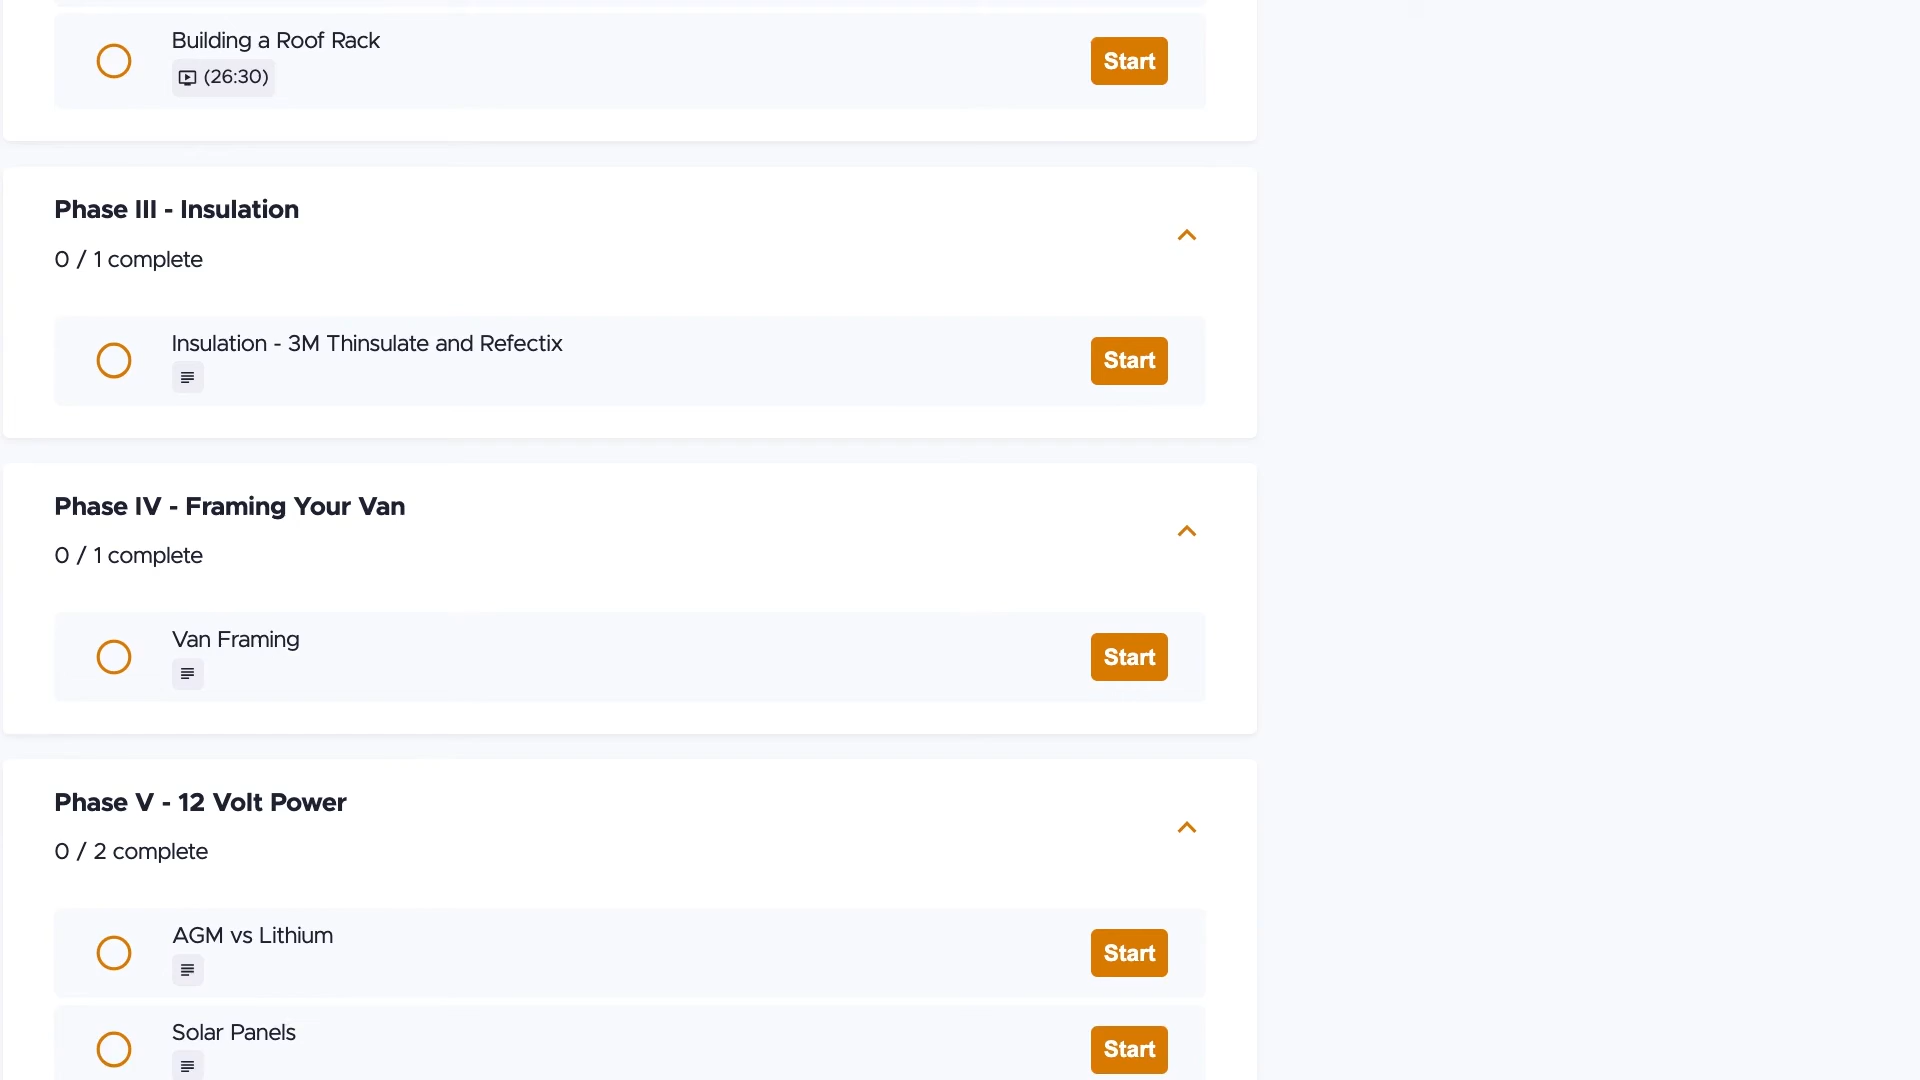 Building a Roof Rack
(26:30)
Start
Phase III - Insulation
0 / 1 complete
Insulation - 3M Thinsulate and Refectix
Start
Phase IV - Framing Your Van
0 / 1 complete
Van Framing
Start
Phase V - 12 Volt Power
0 / 2 complete
AGM vs Lithium
Start
Solar Panels
Start